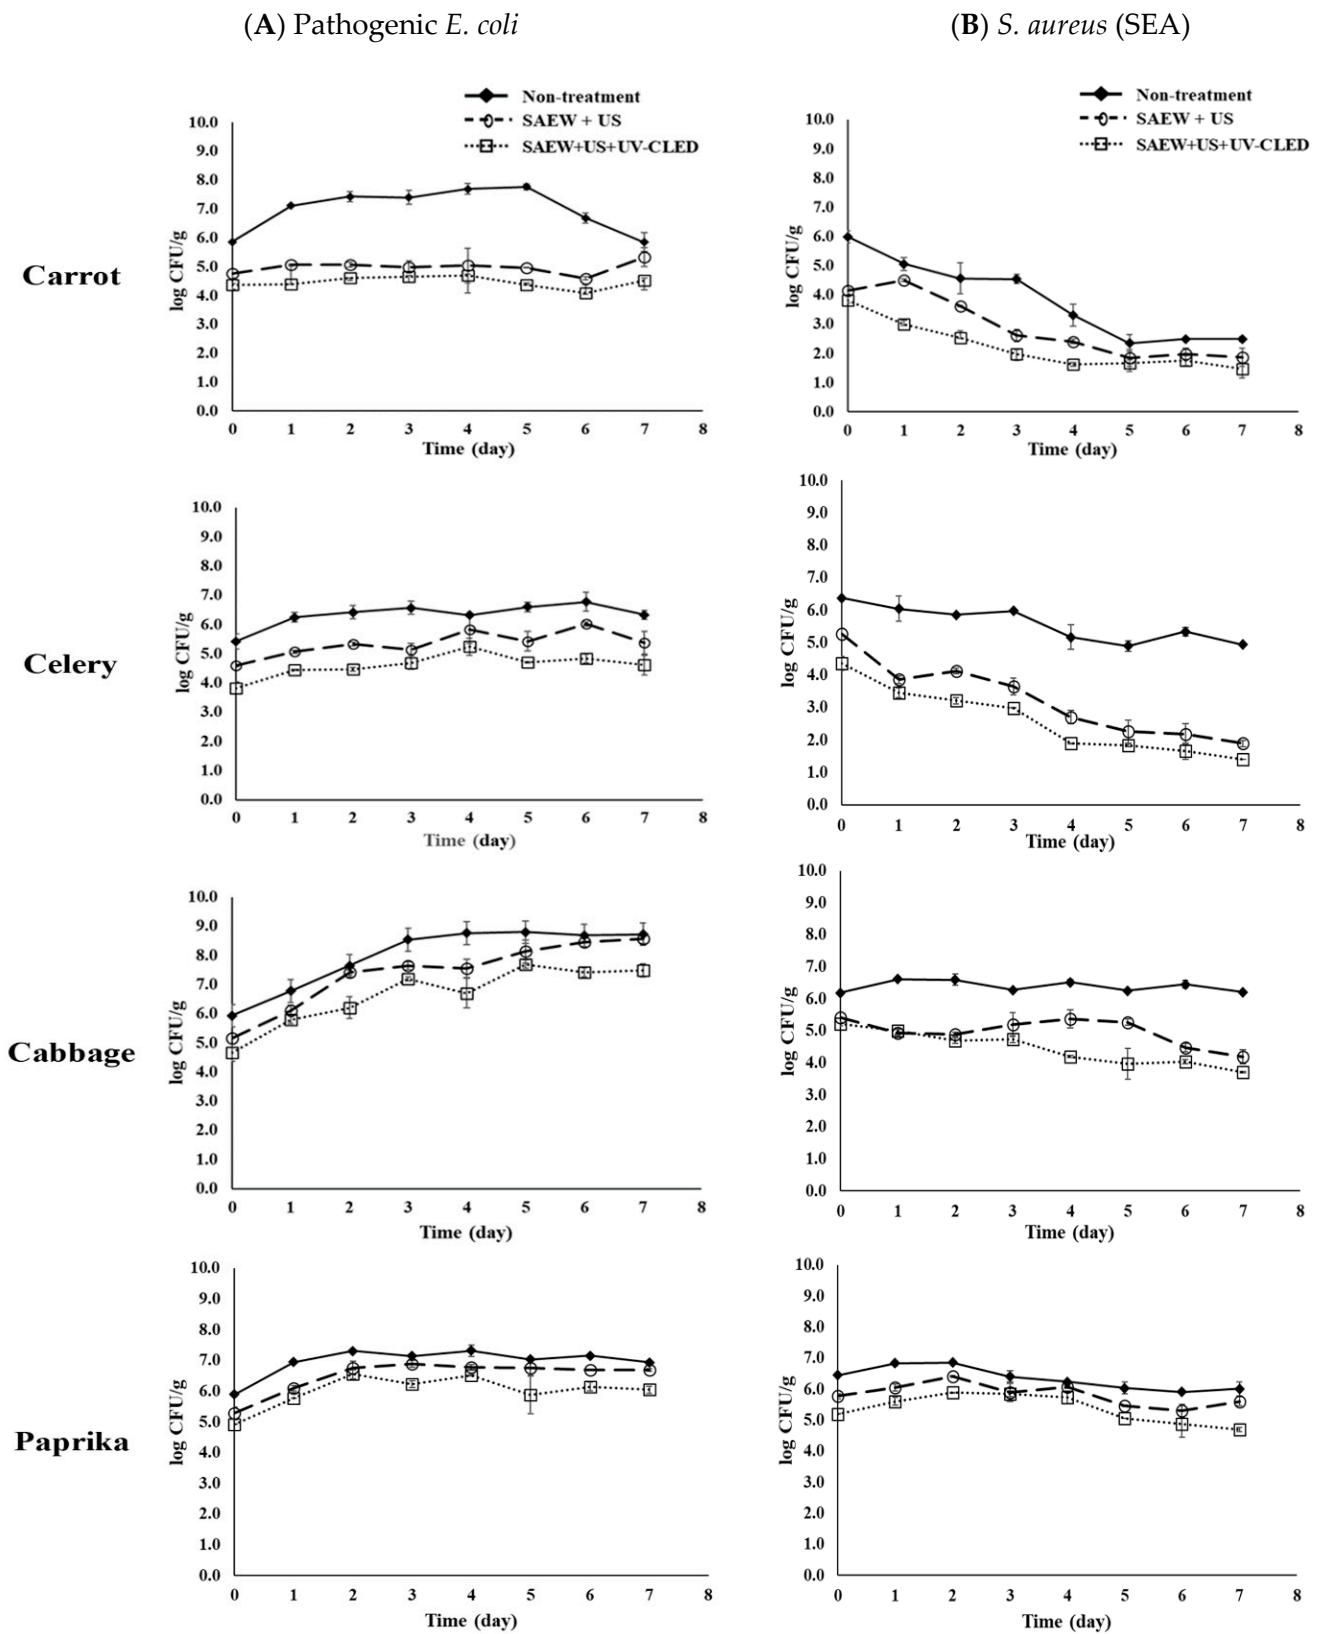 (A) Pathogenic E. coli
(B) S. aureus (SEA)
Carrot
Non-treatment
SAEW + US
SAEW+US+UV-CLED
10.0
9.0
8.0
7.0
6.0
5.0
4.0
3.0
2.0
1.0
0.0
log CFU/g
0 1 2 3 4 5 6 7 8
Time (day)
Non-treatment
SAEW + US
SAEW+US+UV-CLED
10.0
9.0
8.0
7.0
6.0
5.0
4.0
3.0
2.0
1.0
0.0
log CFU/g
0 1 2 3 4 5 6 7 8
Time (day)
Celery
10.0
9.0
8.0
7.0
6.0
5.0
4.0
3.0
2.0
1.0
0.0
log CFU/g
0 1 2 3 4 5 6 7 8
Time (day)
10.0
9.0
8.0
7.0
6.0
5.0
4.0
3.0
2.0
1.0
0.0
log CFU/g
0 1 2 3 4 5 6 7 8
Time (day)
Cabbage
10.0
9.0
8.0
7.0
6.0
5.0
4.0
3.0
2.0
1.0
0.0
log CFU/g
0 1 2 3 4 5 6 7 8
Time (day)
10.0
9.0
8.0
7.0
6.0
5.0
4.0
3.0
2.0
1.0
0.0
log CFU/g
0 1 2 3 4 5 6 7 8
Time (day)
Paprika
10.0
9.0
8.0
7.0
6.0
5.0
4.0
3.0
2.0
1.0
0.0
log CFU/g
0 1 2 3 4 5 6 7 8
Time (day)
10.0
9.0
8.0
7.0
6.0
5.0
4.0
3.0
2.0
1.0
0.0
log CFU/g
0 1 2 3 4 5 6 7 8
Time (day)